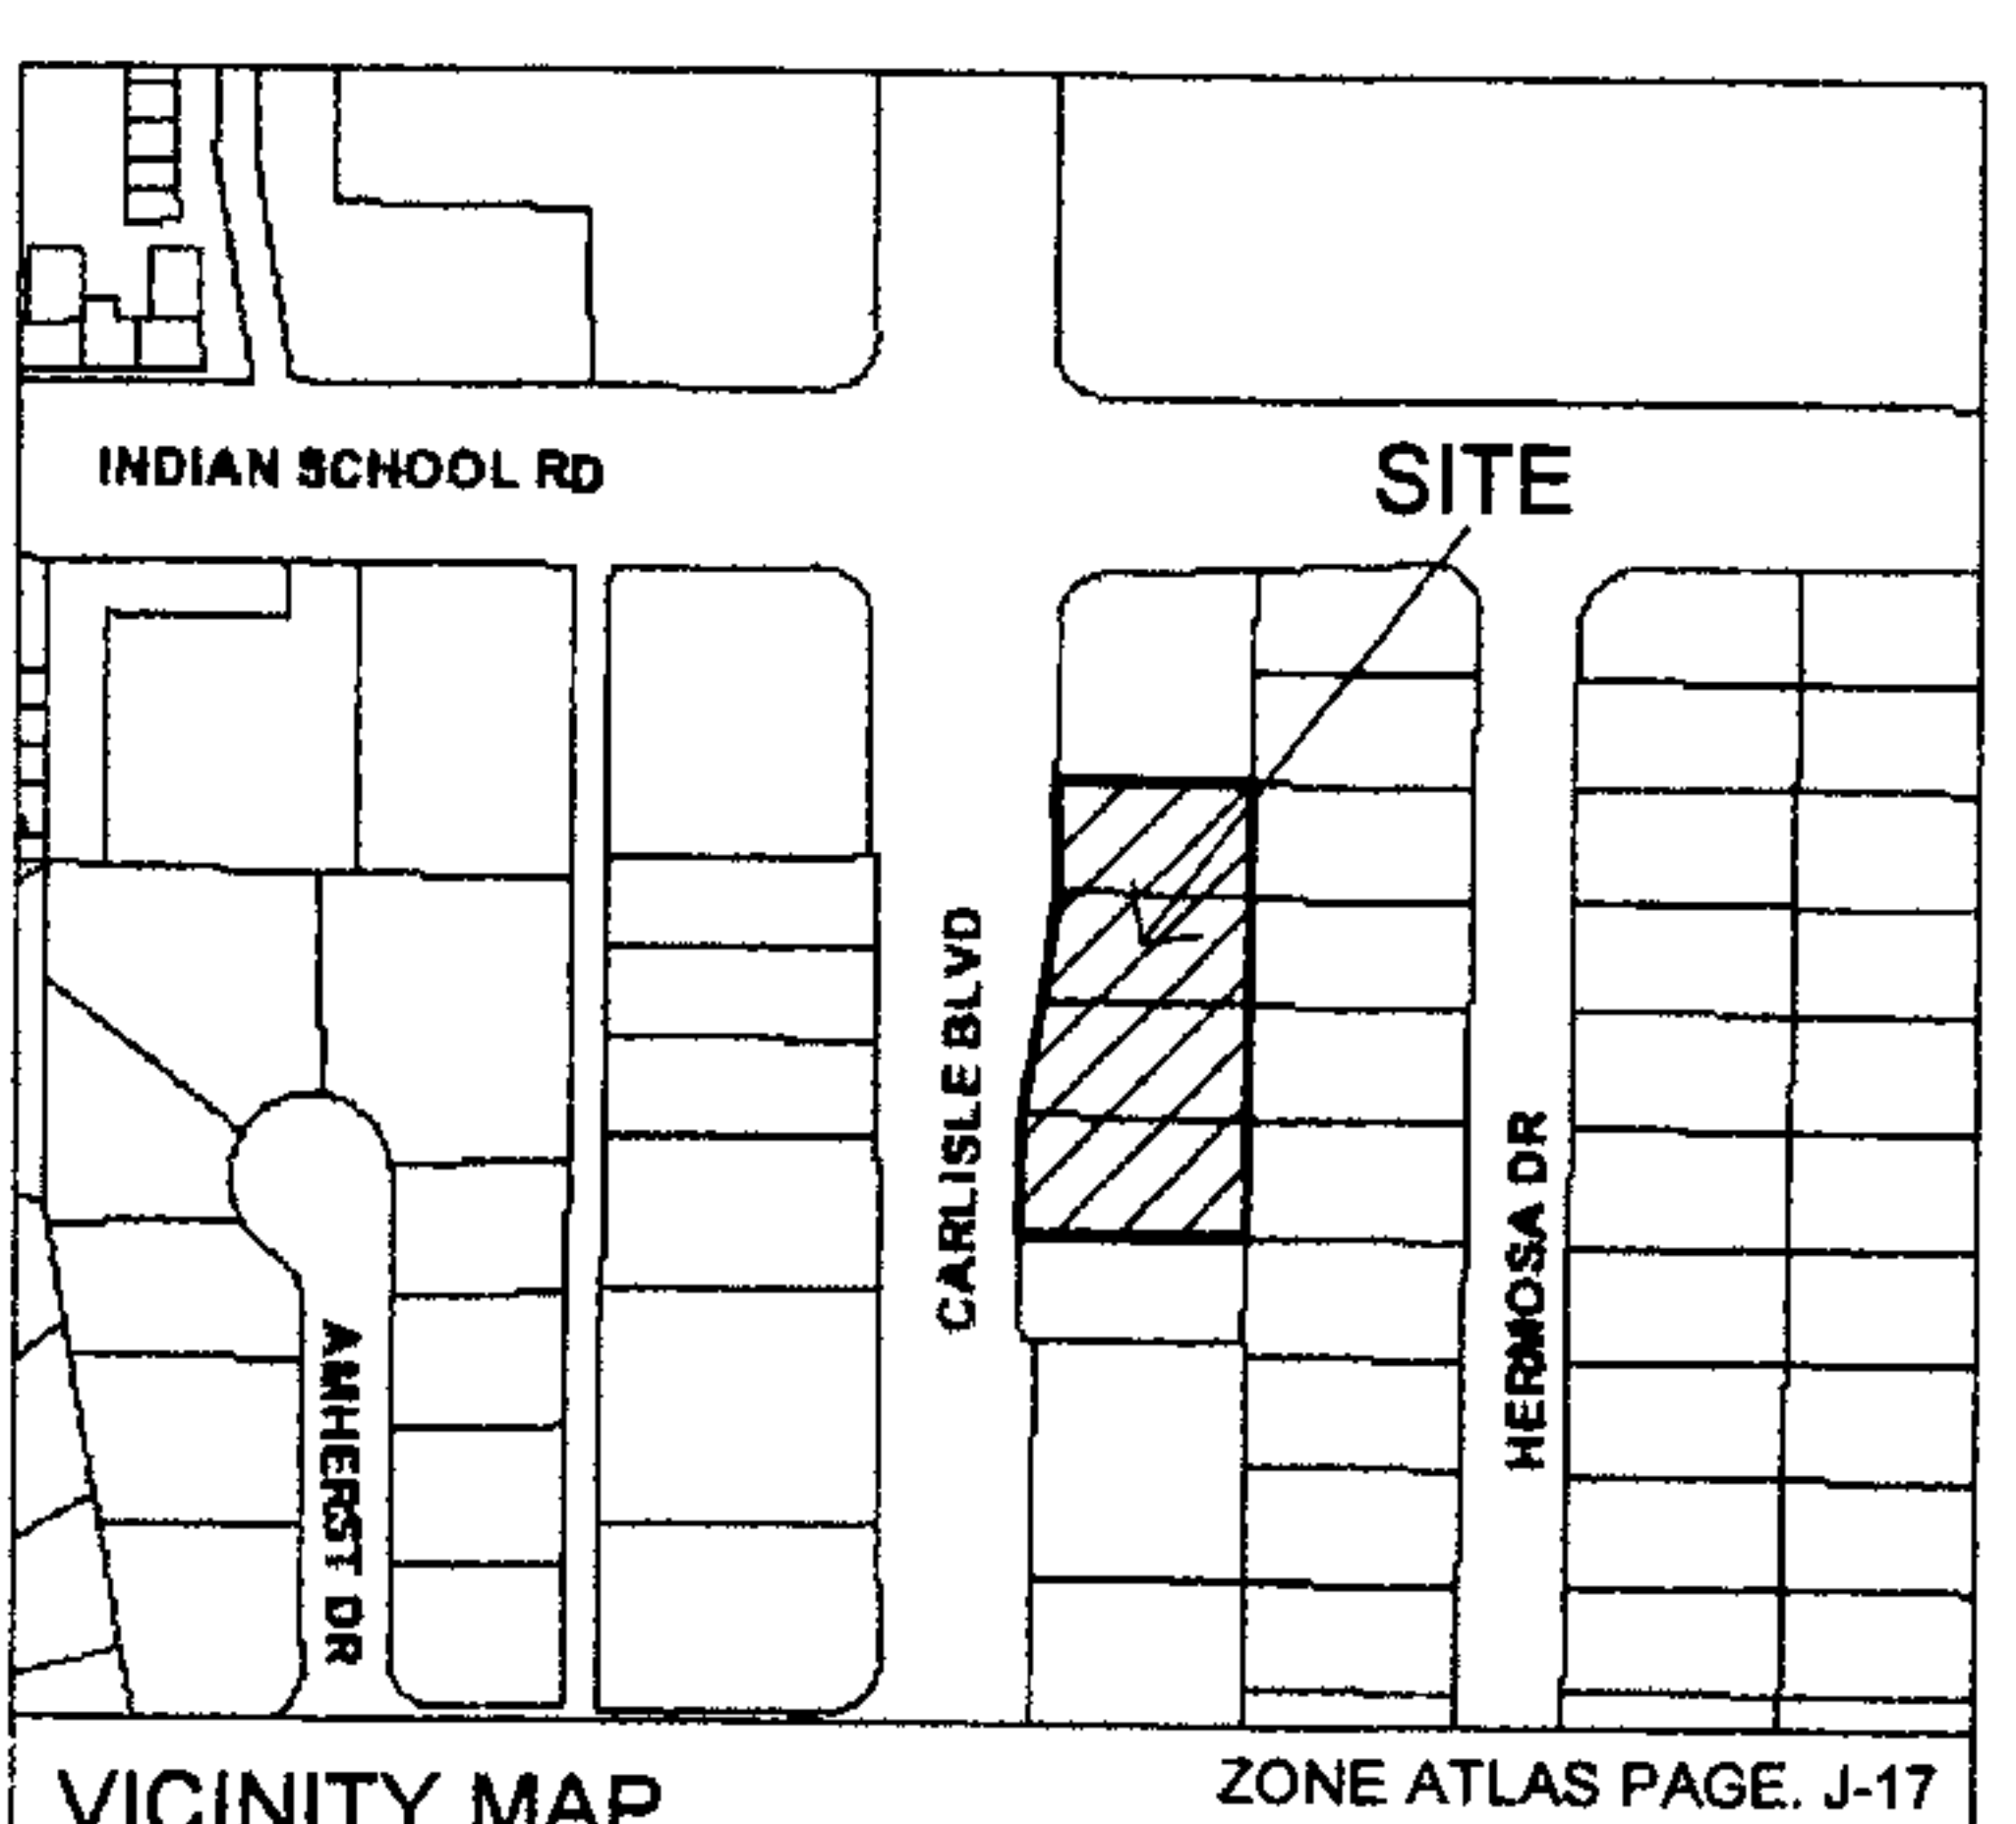 INDIAN SCHOOL RD
SITE
CARLISLE BLVD
HERMOSA DR
AMHERST DR
VICINITY MAP
ZONE ATLAS PAGE. J-17